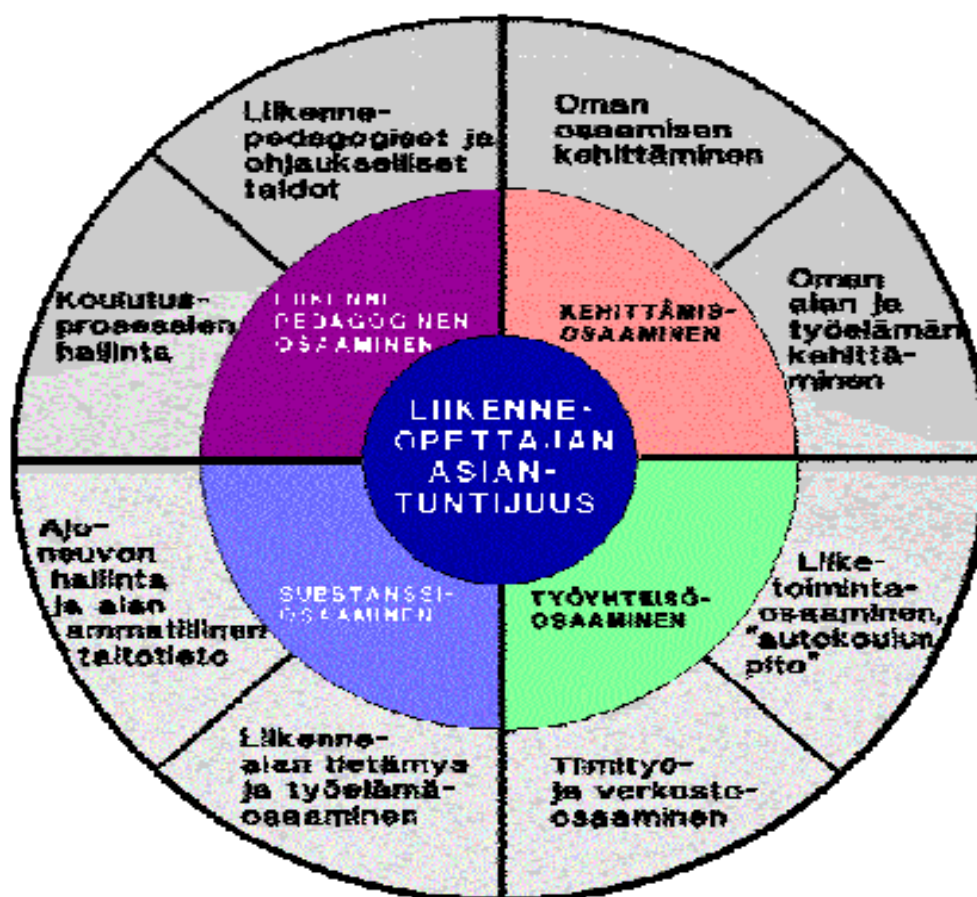 Liikenne-
pedagogiset ja
ohjaukselliset
taidot
Oman
osaamisen
kehittäminen
Koulutus-
prosessien
hallinta
LIIKENNE
PEDAGOGINEN
OSAAMINEN
KEHITTÄMIS-
OSAAMINEN
Oman
alan ja
työelämän
kehittä-
minen
LIIKENNE-
OPETTAJAN
ASIAN-
TUNTIJUUS
Ajo-
neuvon
hallinta
ja alan
ammatillinen
taitotieto
SUBSTANSSI-
OSAAMINEN
TYÖYHTEISÖ-
OSAAMINEN
Liike-
toiminta-
osaaminen,
"autokoulun
pito"
Liikenne-
alan tietämys
ja työelämä-
osaaminen
Tiimityö-
ja verkosto-
osaaminen